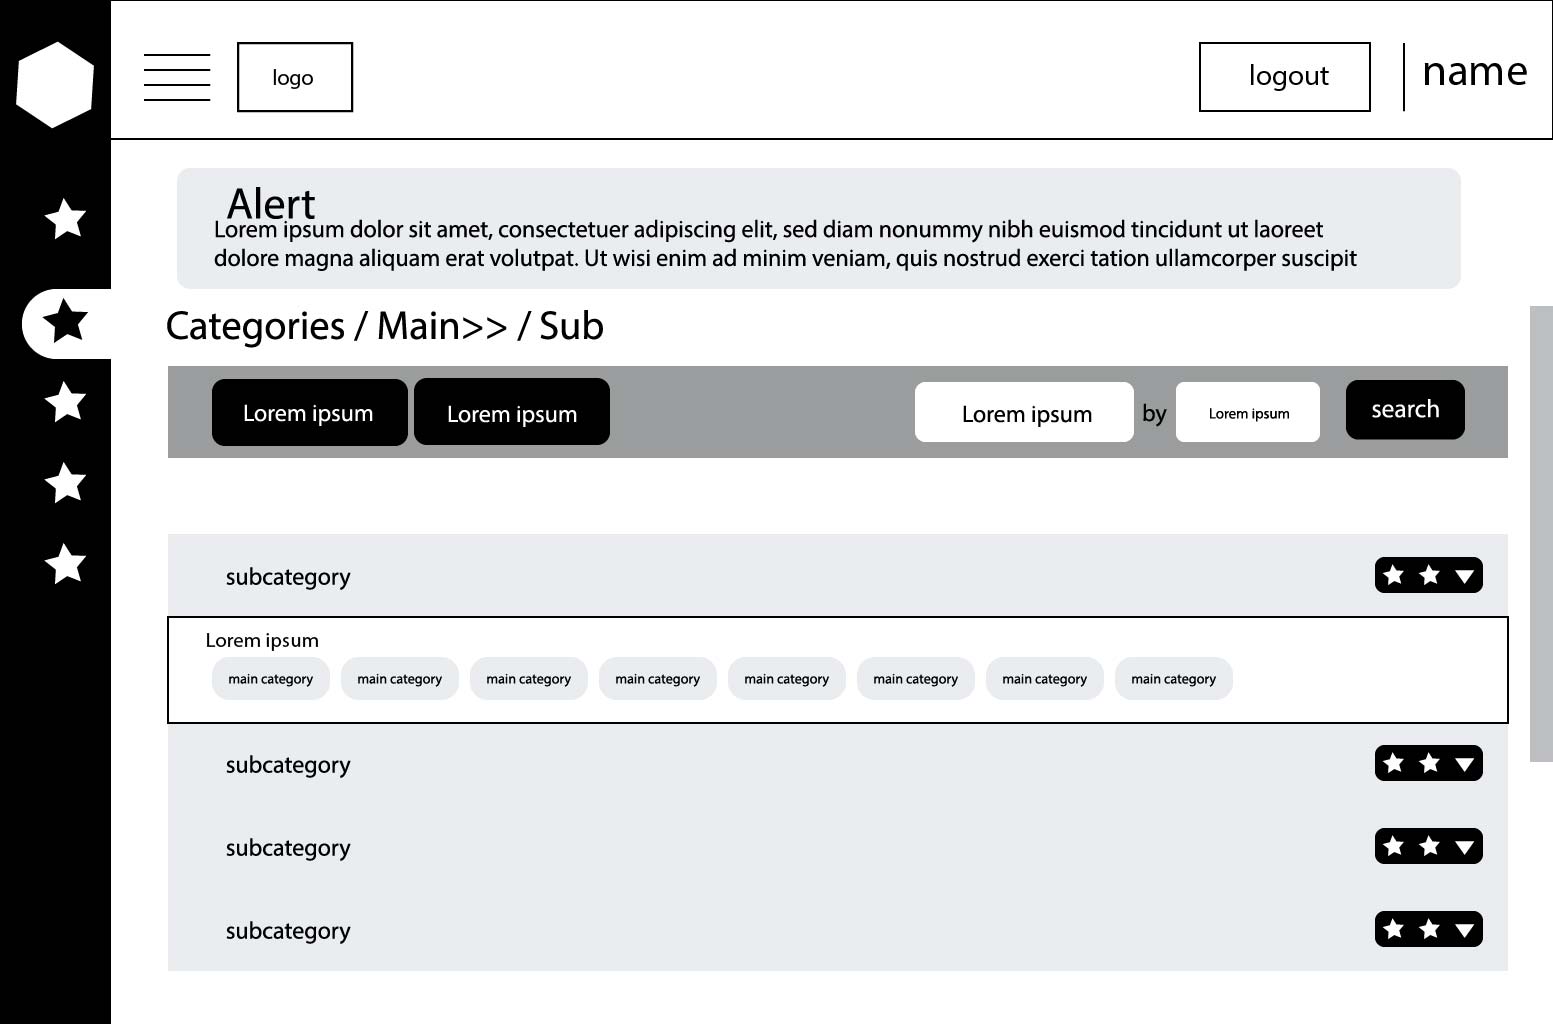 logo
logout
name
Alert
Lorem ipsum dolor sit amet, consectetuer adipiscing elit, sed diam nonummy nibh euismod tincidunt ut laoreet
dolore magna aliquam erat volutpat. Ut wisi enim ad minim veniam, quis nostrud exerci tation ullamcorper suscipit
Categories / Main>> / Sub
Lorem ipsum
Lorem ipsum
Lorem ipsum
by
Lorem ipsum
search
subcategory
Lorem ipsum
main category
main category
main category
main category
main category
main category
main category
main category
subcategory
subcategory
subcategory